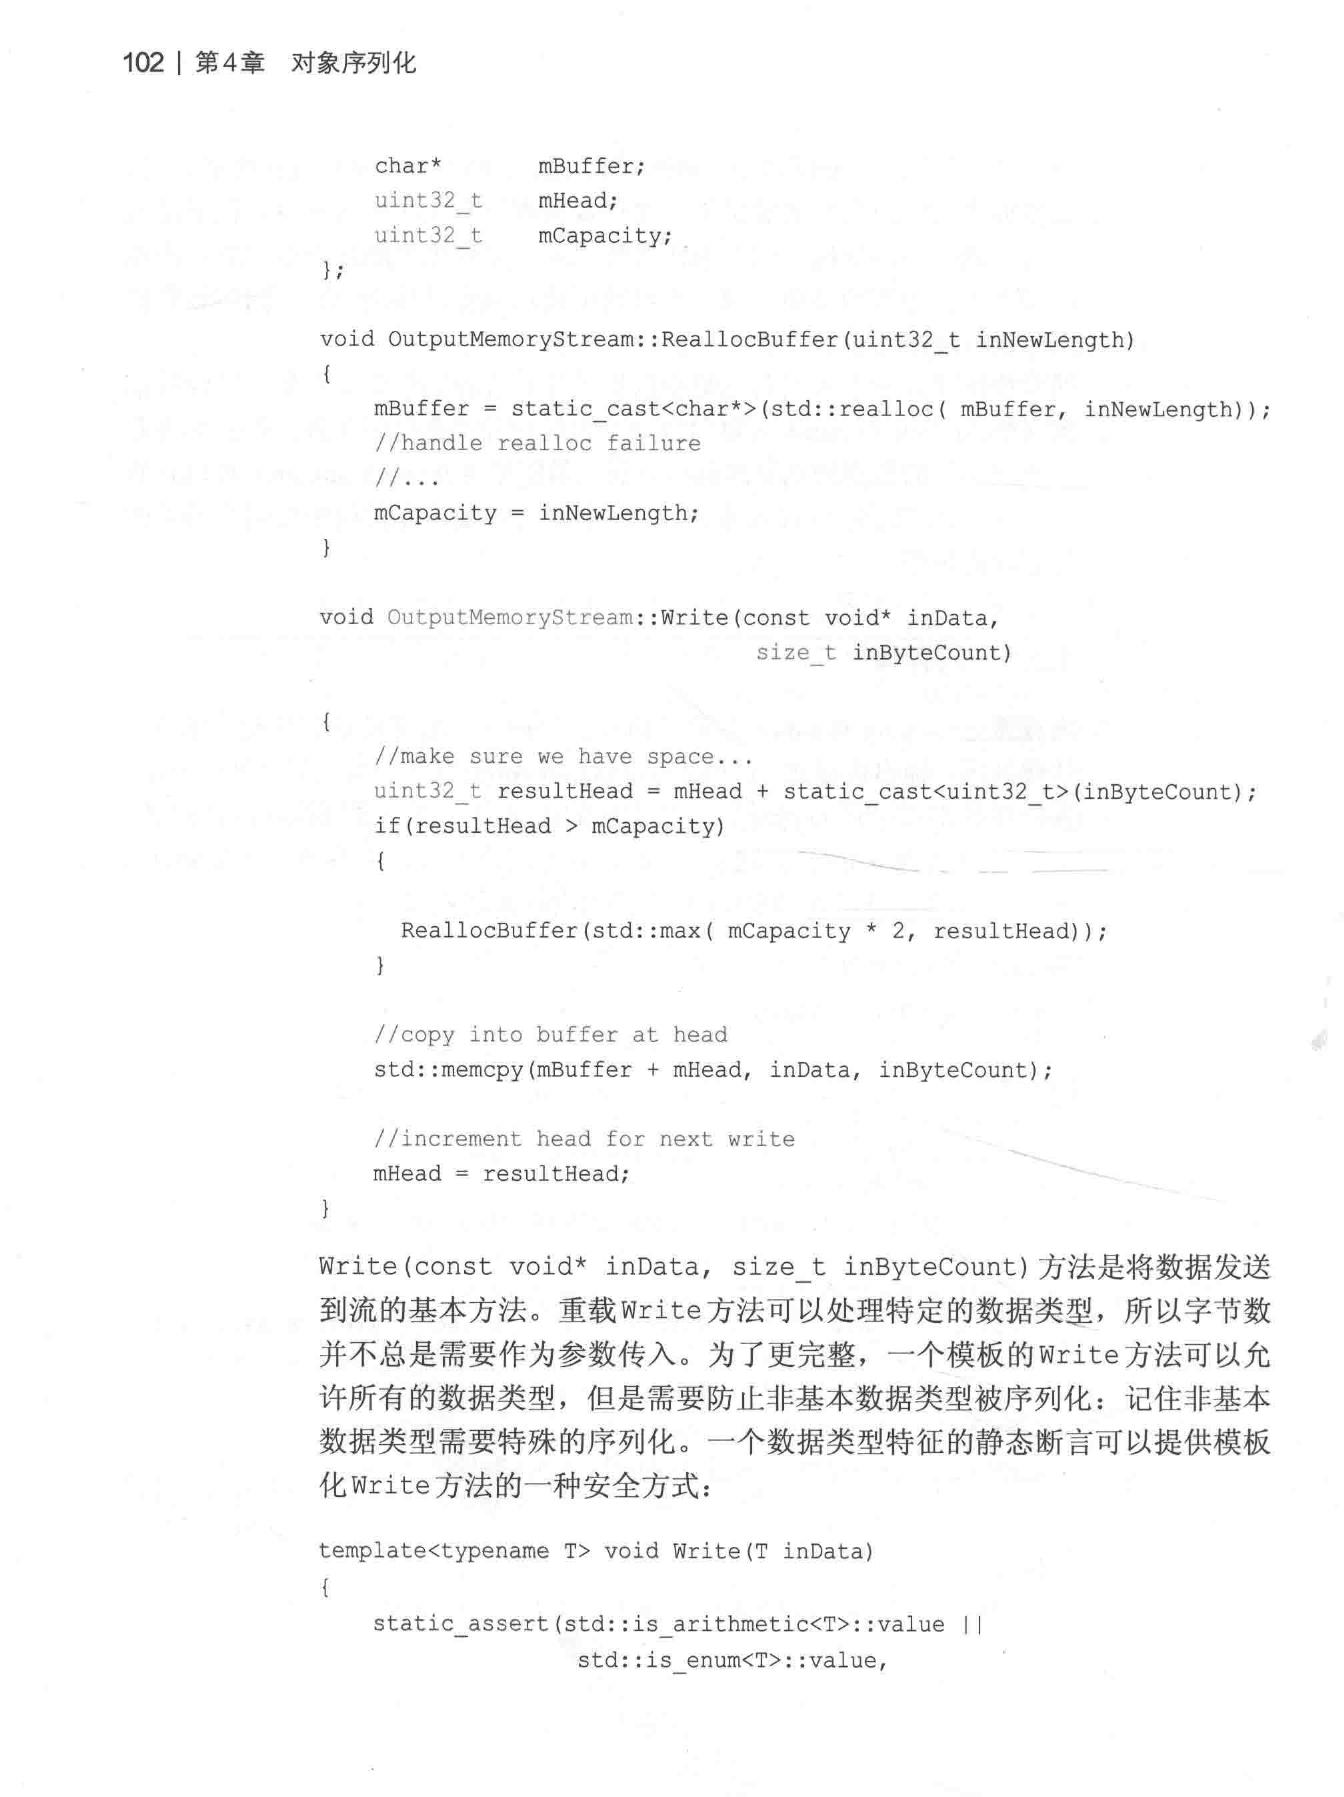 102 | 第4章 对象序列化
char* mBuffer;
uint32_t mHead;
uint32_t mCapacity;
};
void OutputMemoryStream::ReallocBuffer(uint32_t inNewLength)
{
mBuffer = static_cast<char*>(std::realloc( mBuffer, inNewLength));
//handle realloc failure
//...
mCapacity = inNewLength;
}
void OutputMemoryStream::Write(const void* inData,
size_t inByteCount)
{
//make sure we have space...
uint32_t resultHead = mHead + static_cast<uint32_t>(inByteCount);
if(resultHead > mCapacity)
{
ReallocBuffer(std::max( mCapacity * 2, resultHead));
}
//copy into buffer at head
std::memcpy(mBuffer + mHead, inData, inByteCount);
//increment head for next write
mHead = resultHead;
}
Write(const void* inData, size_t inByteCount)方法是将数据发送
到流的基本方法。重载Write方法可以处理特定的数据类型，所以字节数
并不总是需要作为参数传入。为了更完整，一个模板的Write方法可以允
许所有的数据类型，但是需要防止非基本数据类型被序列化：记住非基本
数据类型需要特殊的序列化。一个数据类型特征的静态断言可以提供模板
化Write方法的一种安全方式：
template<typename T> void Write(T inData)
{
static_assert(std::is_arithmetic<T>::value ||
std::is_enum<T>::value,